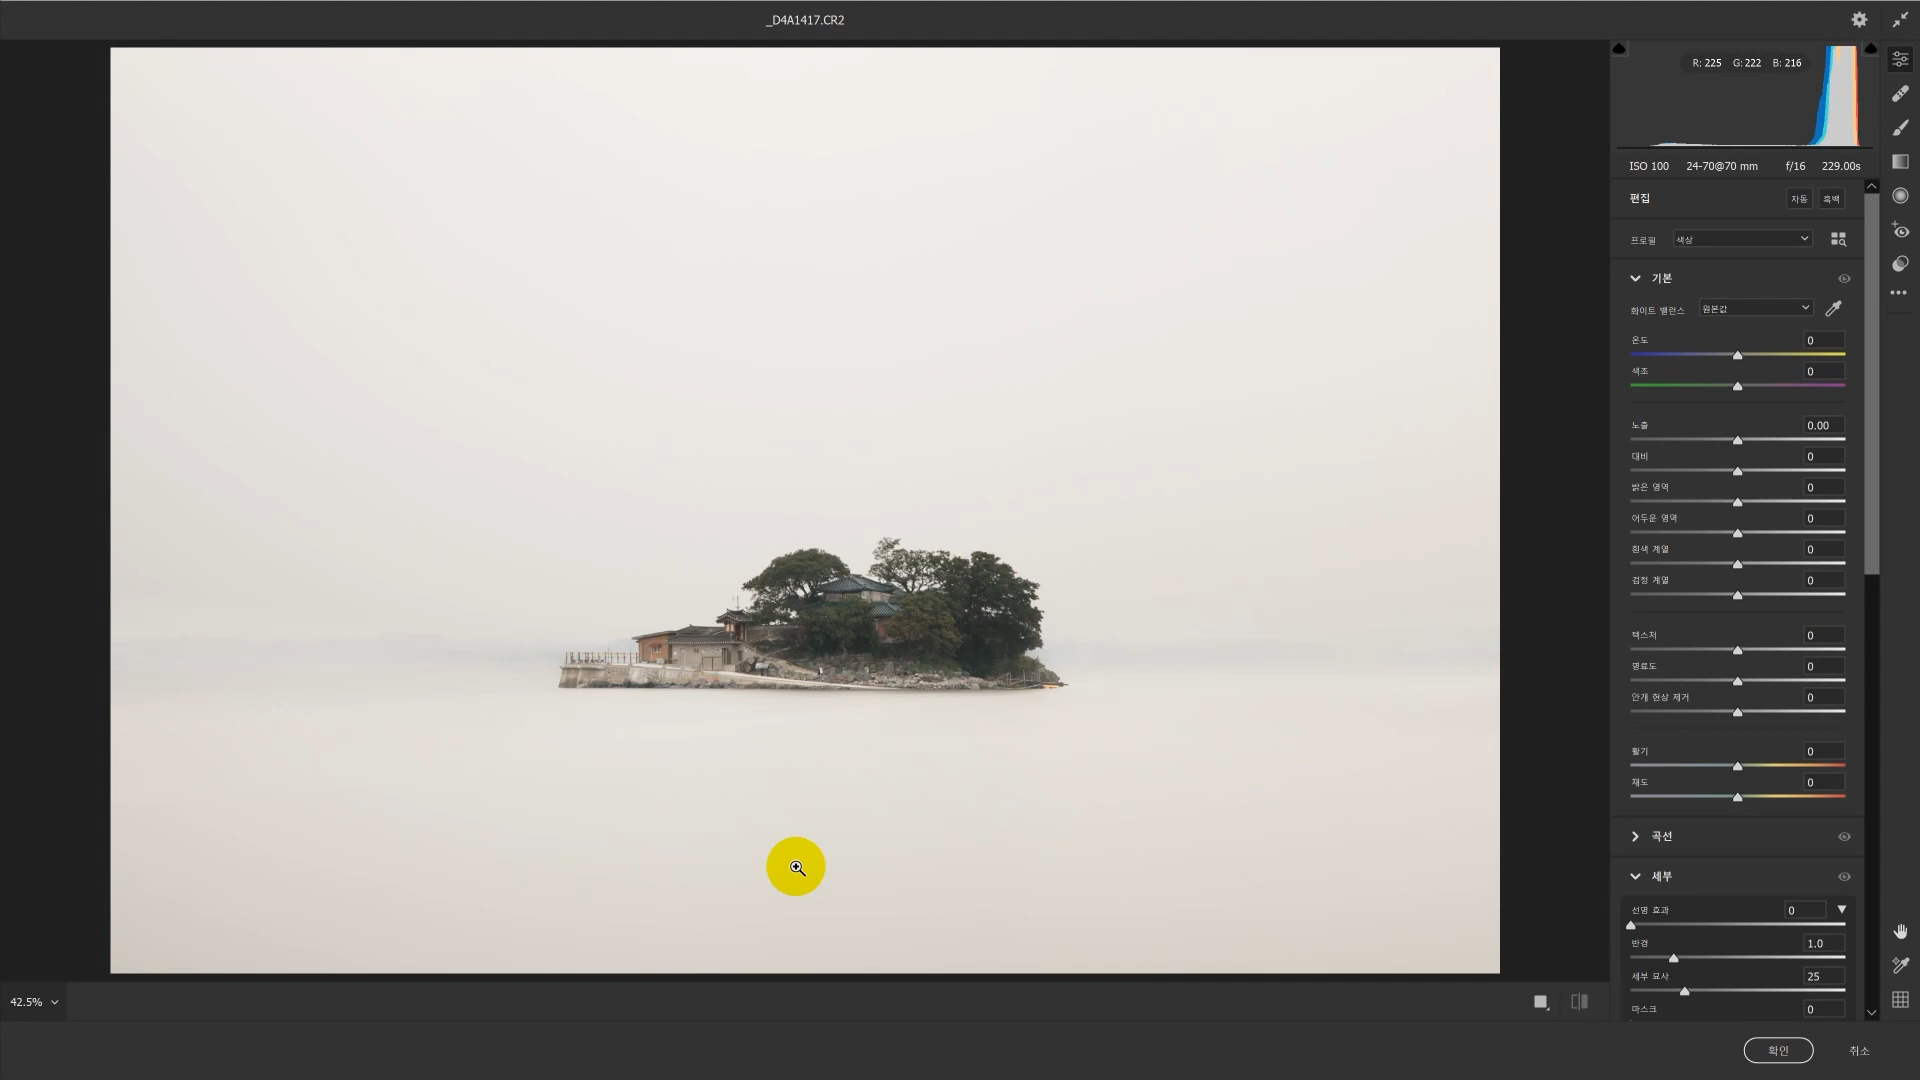 _D4A1417.CR2
R: 225 G: 222 B: 216
ISO 100 24-70@70 mm f/16 229.00s
편집 자동 흑백
프로필 색상
기본
화이트 밸런스 원본값
온도 0
색조 0
노출 0.00
대비 0
밝은 영역 0
어두운 영역 0
흰색 계열 0
검정 계열 0
텍스처 0
명료도 0
안개 현상 제거 0
활기 0
채도 0
곡선
세부
선명 효과 0
반경 1.0
세부 묘사 25
마스크 0
42.5%
확인 취소